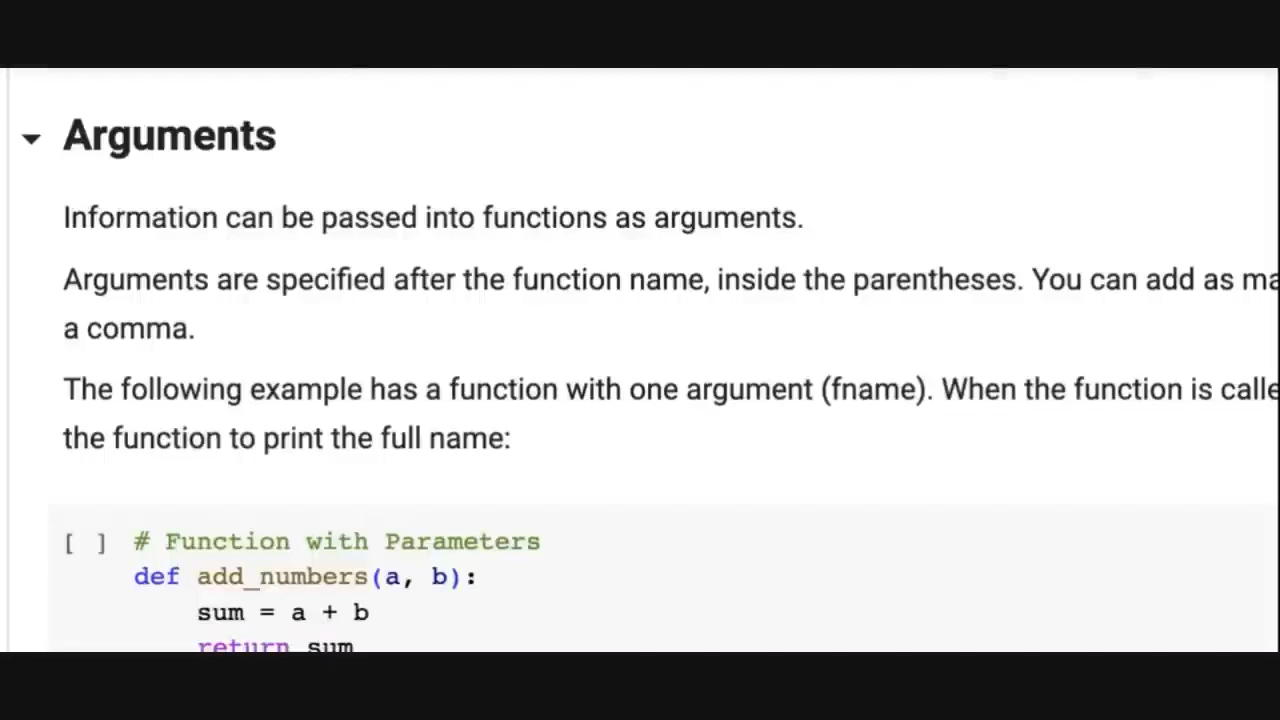 Arguments
Information can be passed into functions as arguments.
Arguments are specified after the function name, inside the parentheses. You can add as
a comma.
The following example has a function with one argument (fname). When the function is
the function to print the full name:
[ ] # Function with Parameters
def add_numbers(a, b):
sum = a + b
return sum